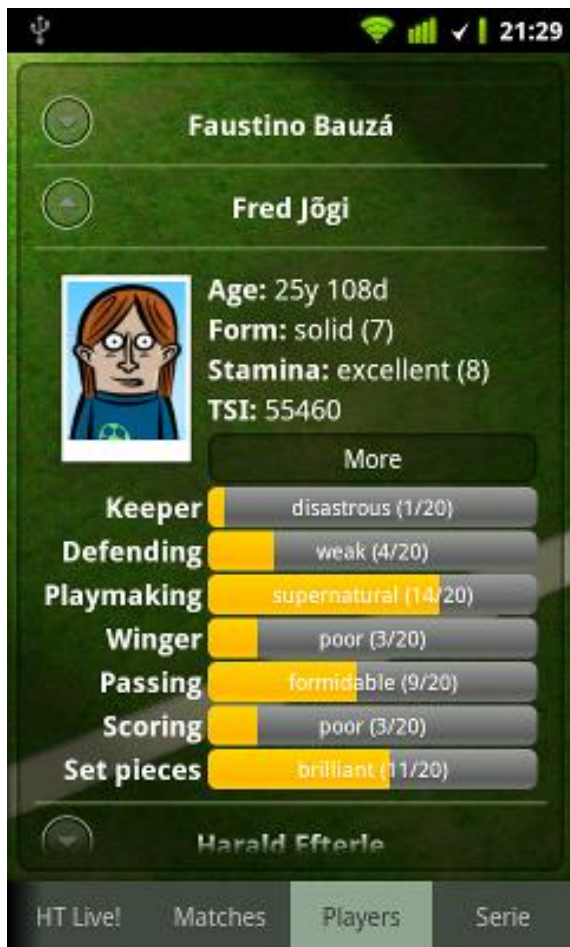 21:29
Faustino Bauzá
Fred Jõgi
Age: 25y 108d
Form: solid (7)
Stamina: excellent (8)
TSI: 55460
More
Keeper disastrous (1/20)
Defending weak (4/20)
Playmaking supernatural (14/20)
Winger poor (3/20)
Passing formidable (9/20)
Scoring poor (3/20)
Set pieces brilliant (11/20)
Harald Efterle
HT Live! Matches Players Serie